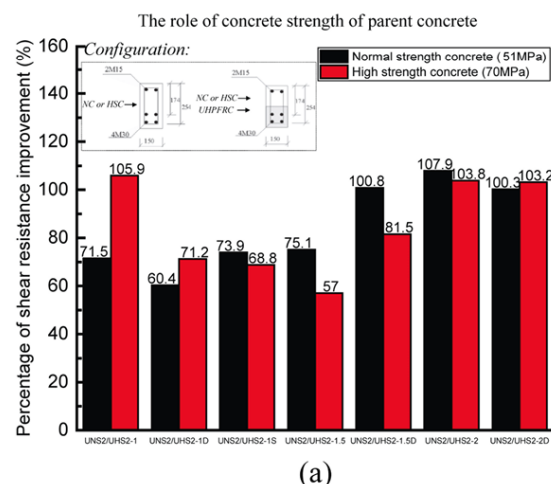 The role of concrete strength of parent concrete
Configuration:
2M15
NC or HSC
4M30
150
174
254
2M15
NC or HSC
UHPFRC
4M30
150
174
254
Normal strength concrete (51MPa)
High strength concrete (70MPa)
Percentage of shear resistance improvement (%)
180
160
140
120
100
80
60
40
20
0
71.5
105.9
60.4
71.2
73.9
68.8
75.1
57
100.8
81.5
107.9
103.8
100.3
103.2
UNS2/UHS2-1
UNS2/UHS2-1D
UNS2/UHS2-1S
UNS2/UHS2-1.5
UNS2/UHS2-1.5D
UNS2/UHS2-2
UNS2/UHS2-2D
(a)